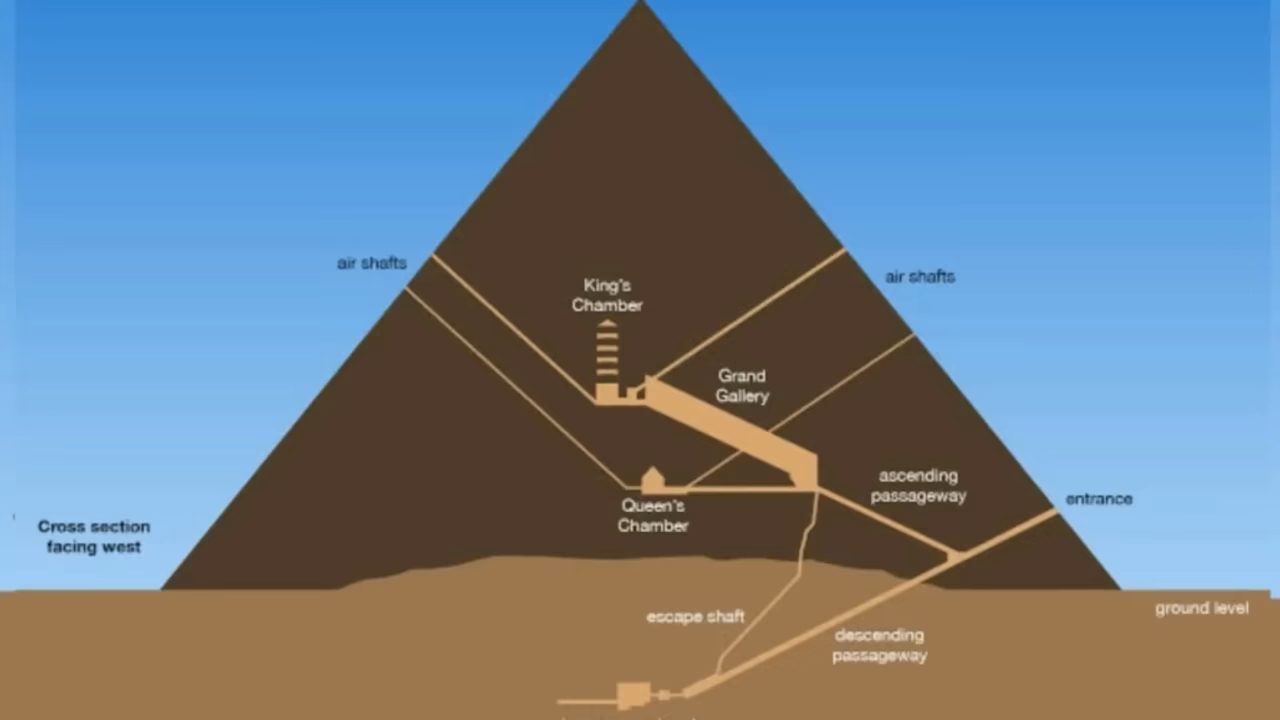 air shafts
air shafts
King's
Chamber
Grand
Gallery
ascending
passageway
entrance
Queen's
Chamber
Cross section
facing west
ground level
escape shaft
descending
passageway